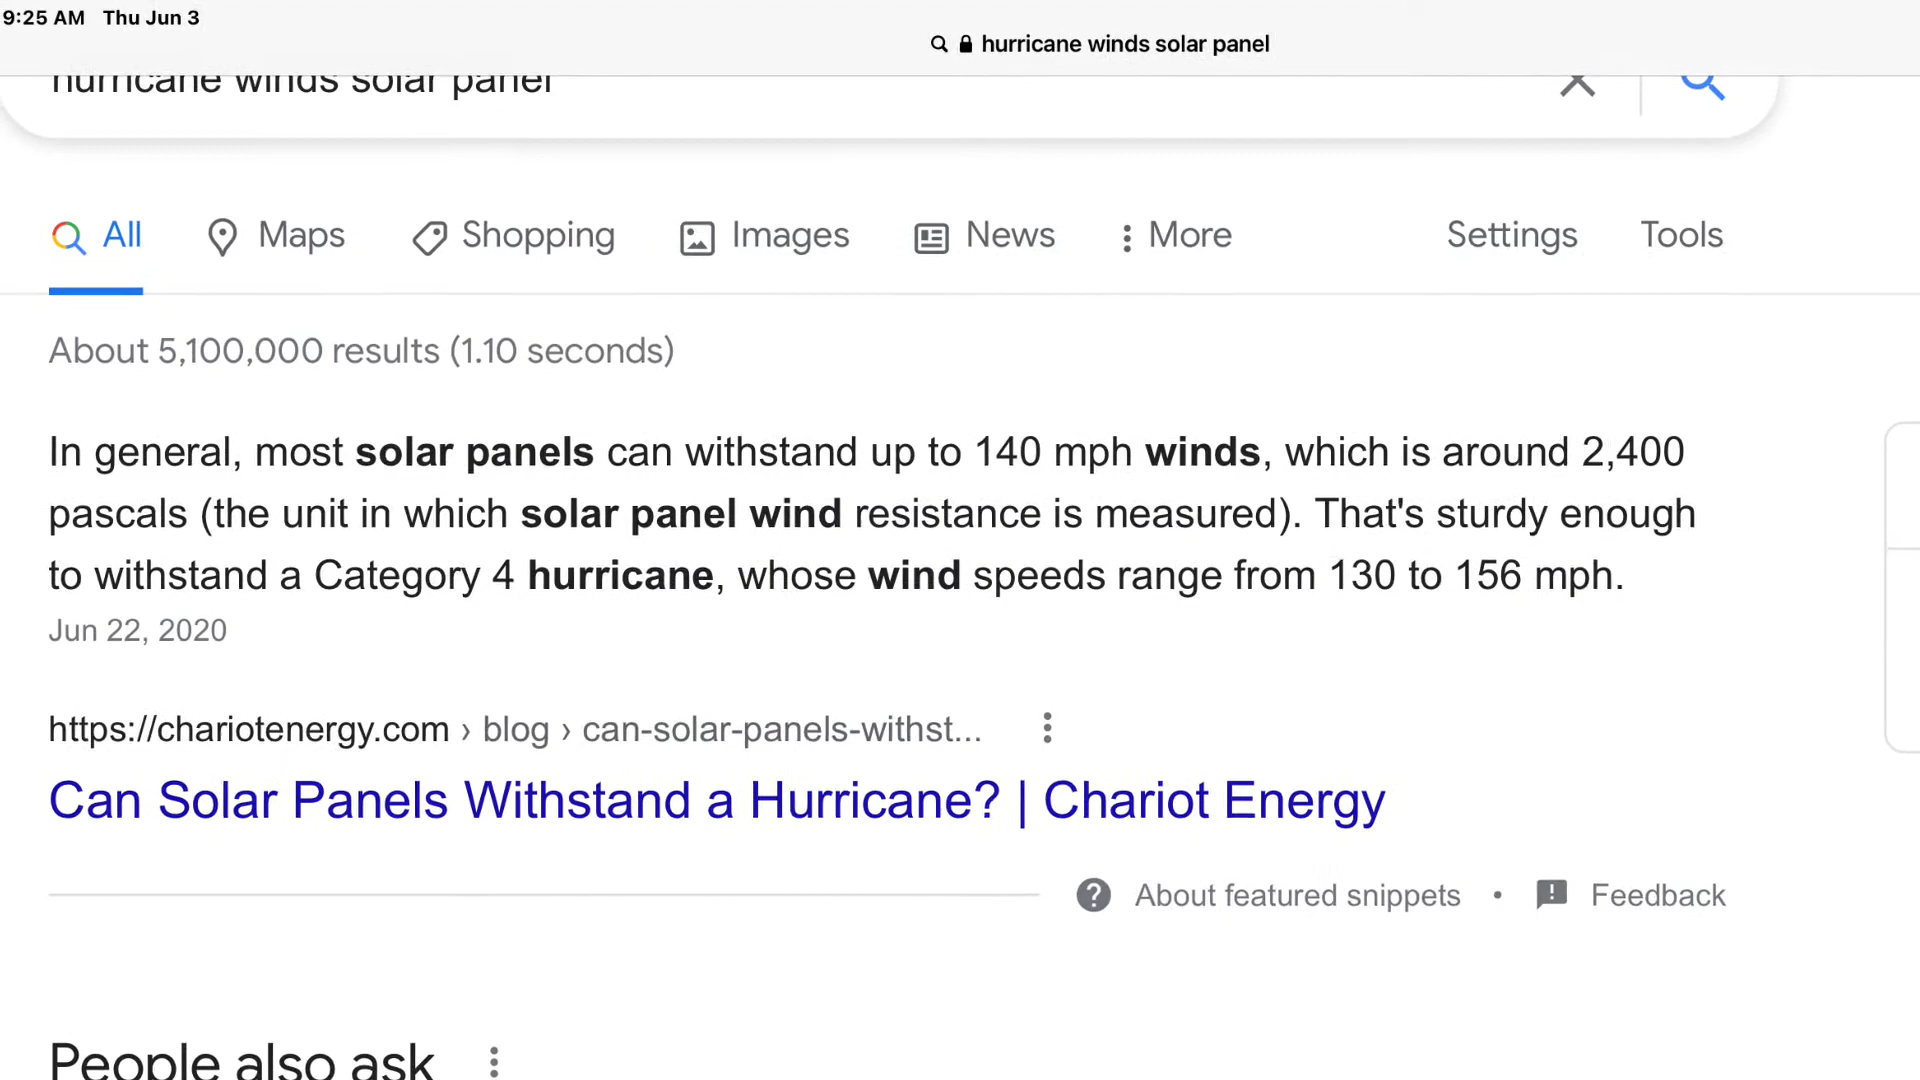 9:25 AM Thu Jun 3
hurricane winds solar panel
hurricane winds solar panel
All Maps Shopping Images News More Settings Tools
About 5,100,000 results (1.10 seconds)
In general, most solar panels can withstand up to 140 mph winds, which is around 2,400
pascals (the unit in which solar panel wind resistance is measured). That's sturdy enough
to withstand a Category 4 hurricane, whose wind speeds range from 130 to 156 mph.
Jun 22, 2020
https://chariotenergy.com › blog › can-solar-panels-withst...
Can Solar Panels Withstand a Hurricane? | Chariot Energy
About featured snippets • Feedback
People also ask